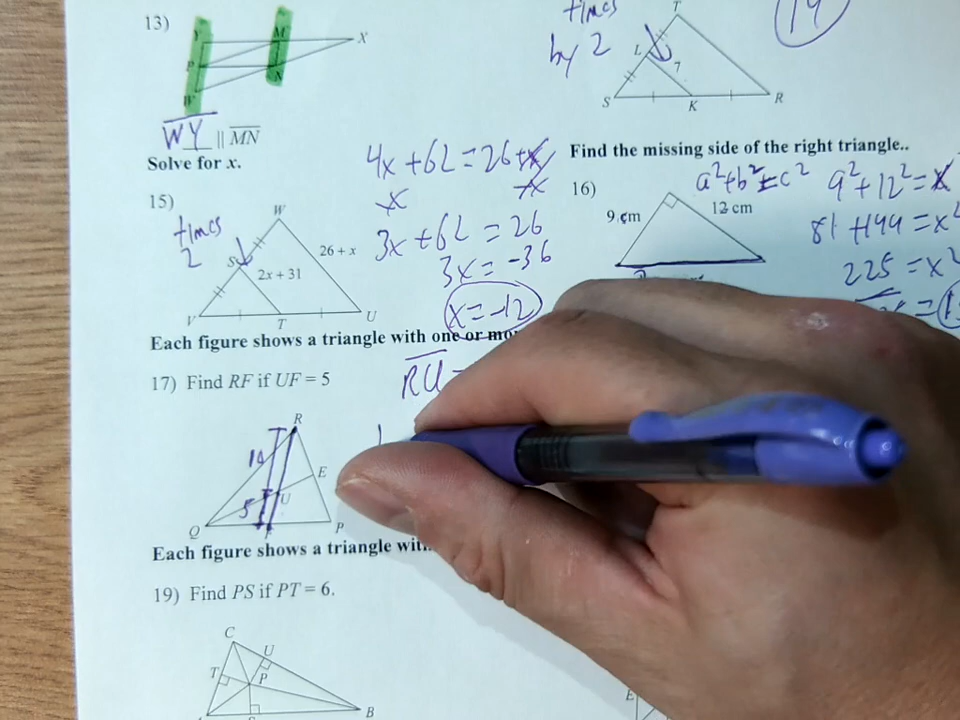 13)
Y M X
P N
W
WY || MN
times
by 2
T
L
7
S K R
19
Solve for x.
15)
times
2
W
S
2x + 31
26 + x
V T U
4x + 62 = 26 + x
-x -x
3x + 62 = 26
3x = -36
x = -12
Find the missing side of the right triangle..
16)
a² + b² = c²
9 cm
12 cm
9² + 12² = x
81 + 144 = x²
225 = x²
Each figure shows a triangle with one or mo
17) Find RF if UF = 5
RU =
R
10
E
U
5
Q F P
Each figure shows a triangle with
19) Find PS if PT = 6.
C
U
T
P
B
E